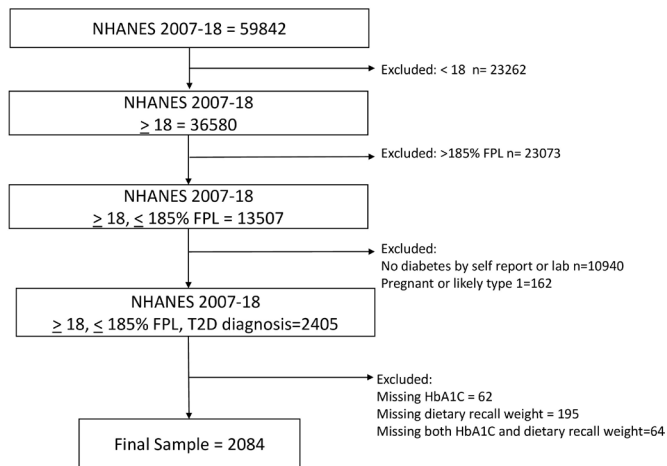 NHANES 2007-18 = 59842
Excluded: < 18  n= 23262
NHANES 2007-18
≥ 18 = 36580
Excluded: >185% FPL n= 23073
NHANES 2007-18
≥ 18, ≤ 185% FPL = 13507
Excluded:
No diabetes by self report or lab n=10940
Pregnant or likely type 1=162
NHANES 2007-18
≥ 18, ≤ 185% FPL, T2D diagnosis=2405
Excluded:
Missing HbA1C = 62
Missing dietary recall weight = 195
Missing both HbA1C and dietary recall weight=64
Final Sample = 2084